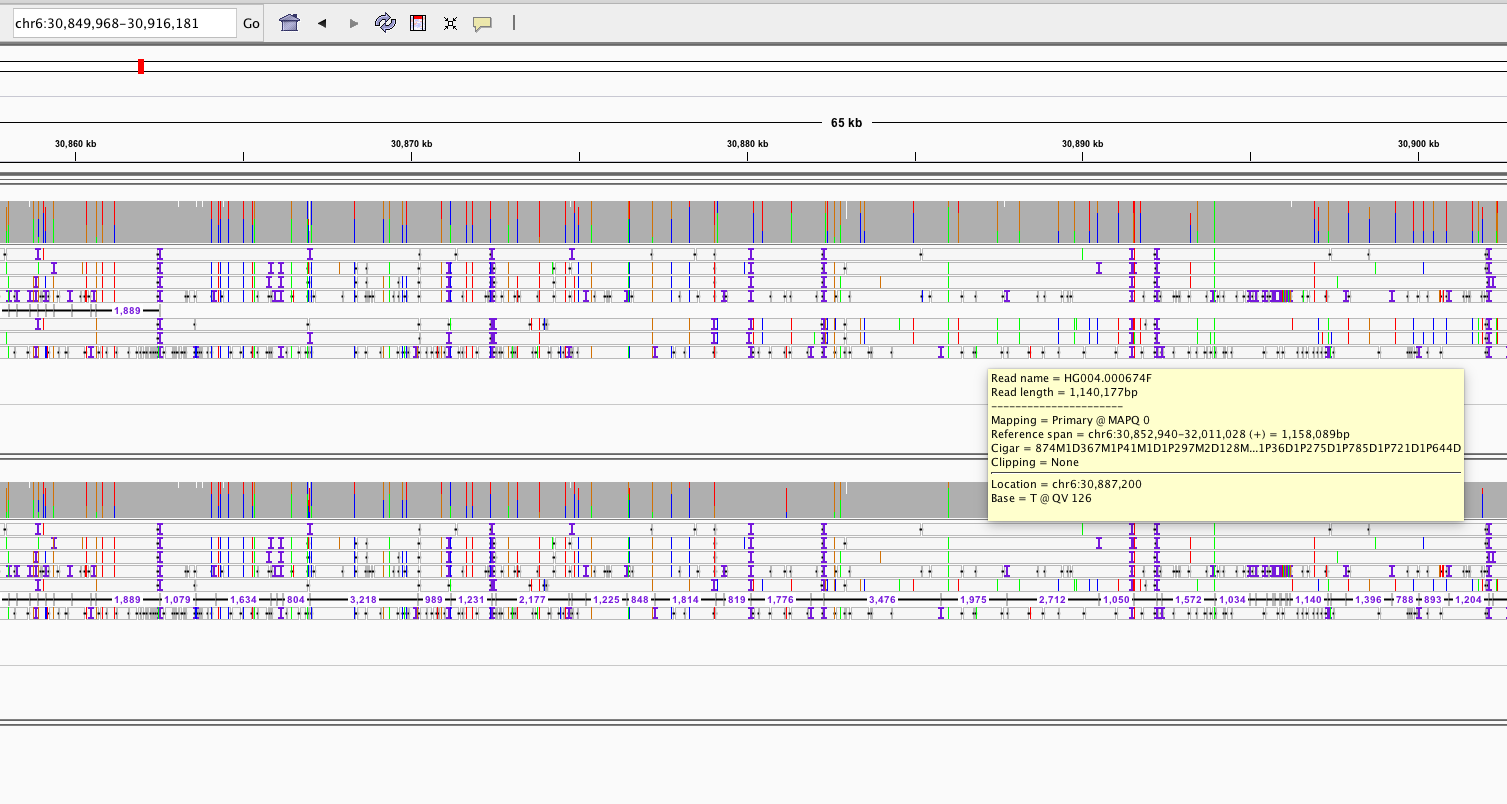 chr6:30,849,968-30,916,181 Go
65 kb
30,860 kb 30,870 kb 30,880 kb 30,890 kb 30,900 kb
1,889
Read name = HG004.000674F
Read length = 1,140,177bp
----------------------
Mapping = Primary @ MAPQ 0
Reference span = chr6:30,852,940-32,011,028 (+) = 1,158,089bp
Cigar = 874M1D367M1P41M1D1P297M2D128M...1P36D1P275D1P785D1P721D1P644D
Clipping = None
Location = chr6:30,887,200
Base = T @ QV 126
1,889 1,079 1,634 804 3,218 989 1,231 2,177 1,225 848 1,814 819 1,776 3,476 1,975 2,712 1,050 1,572 1,034 1,140 1,396 788 893 1,204